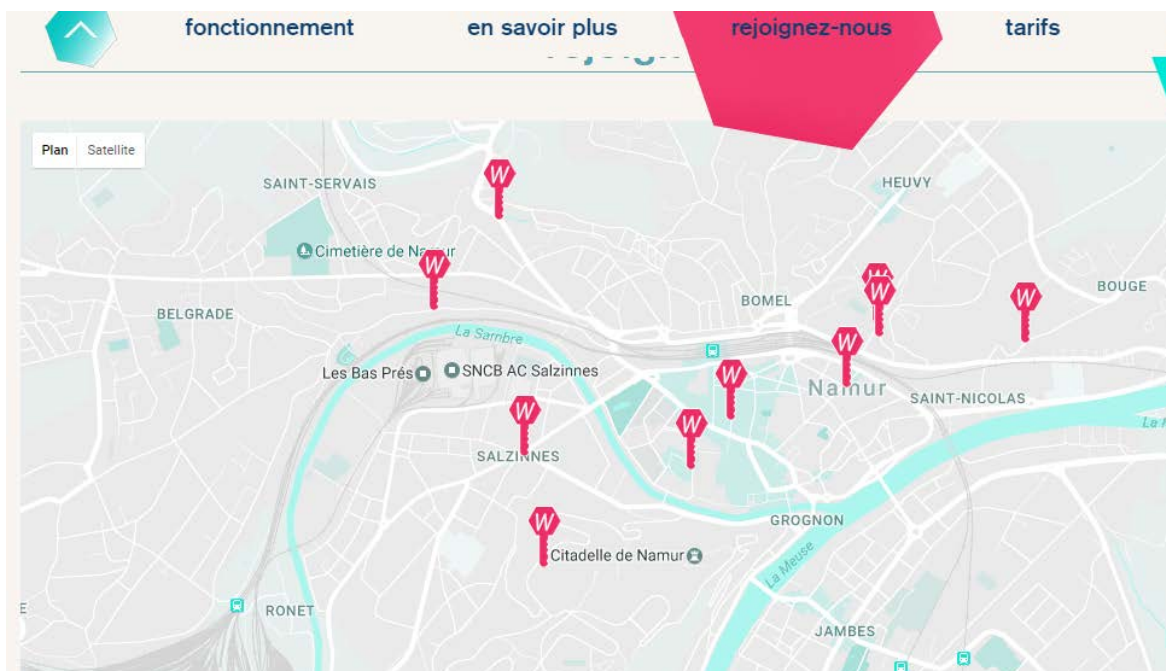 fonctionnement en savoir plus rejoignez-nous tarifs
Plan Satellite
SAINT-SERVAIS
W
HEUVY
Cimetière de Namur
W
W
W
W
BOUGE
BELGRADE
BOMEL
La Sambre
W
Les Bas Prés
SNCB AC Salzinnes
W
Namur
SAINT-NICOLAS
W
W
SALZINNES
W
GROGNON
Citadelle de Namur
La Meuse
RONET
JAMBES